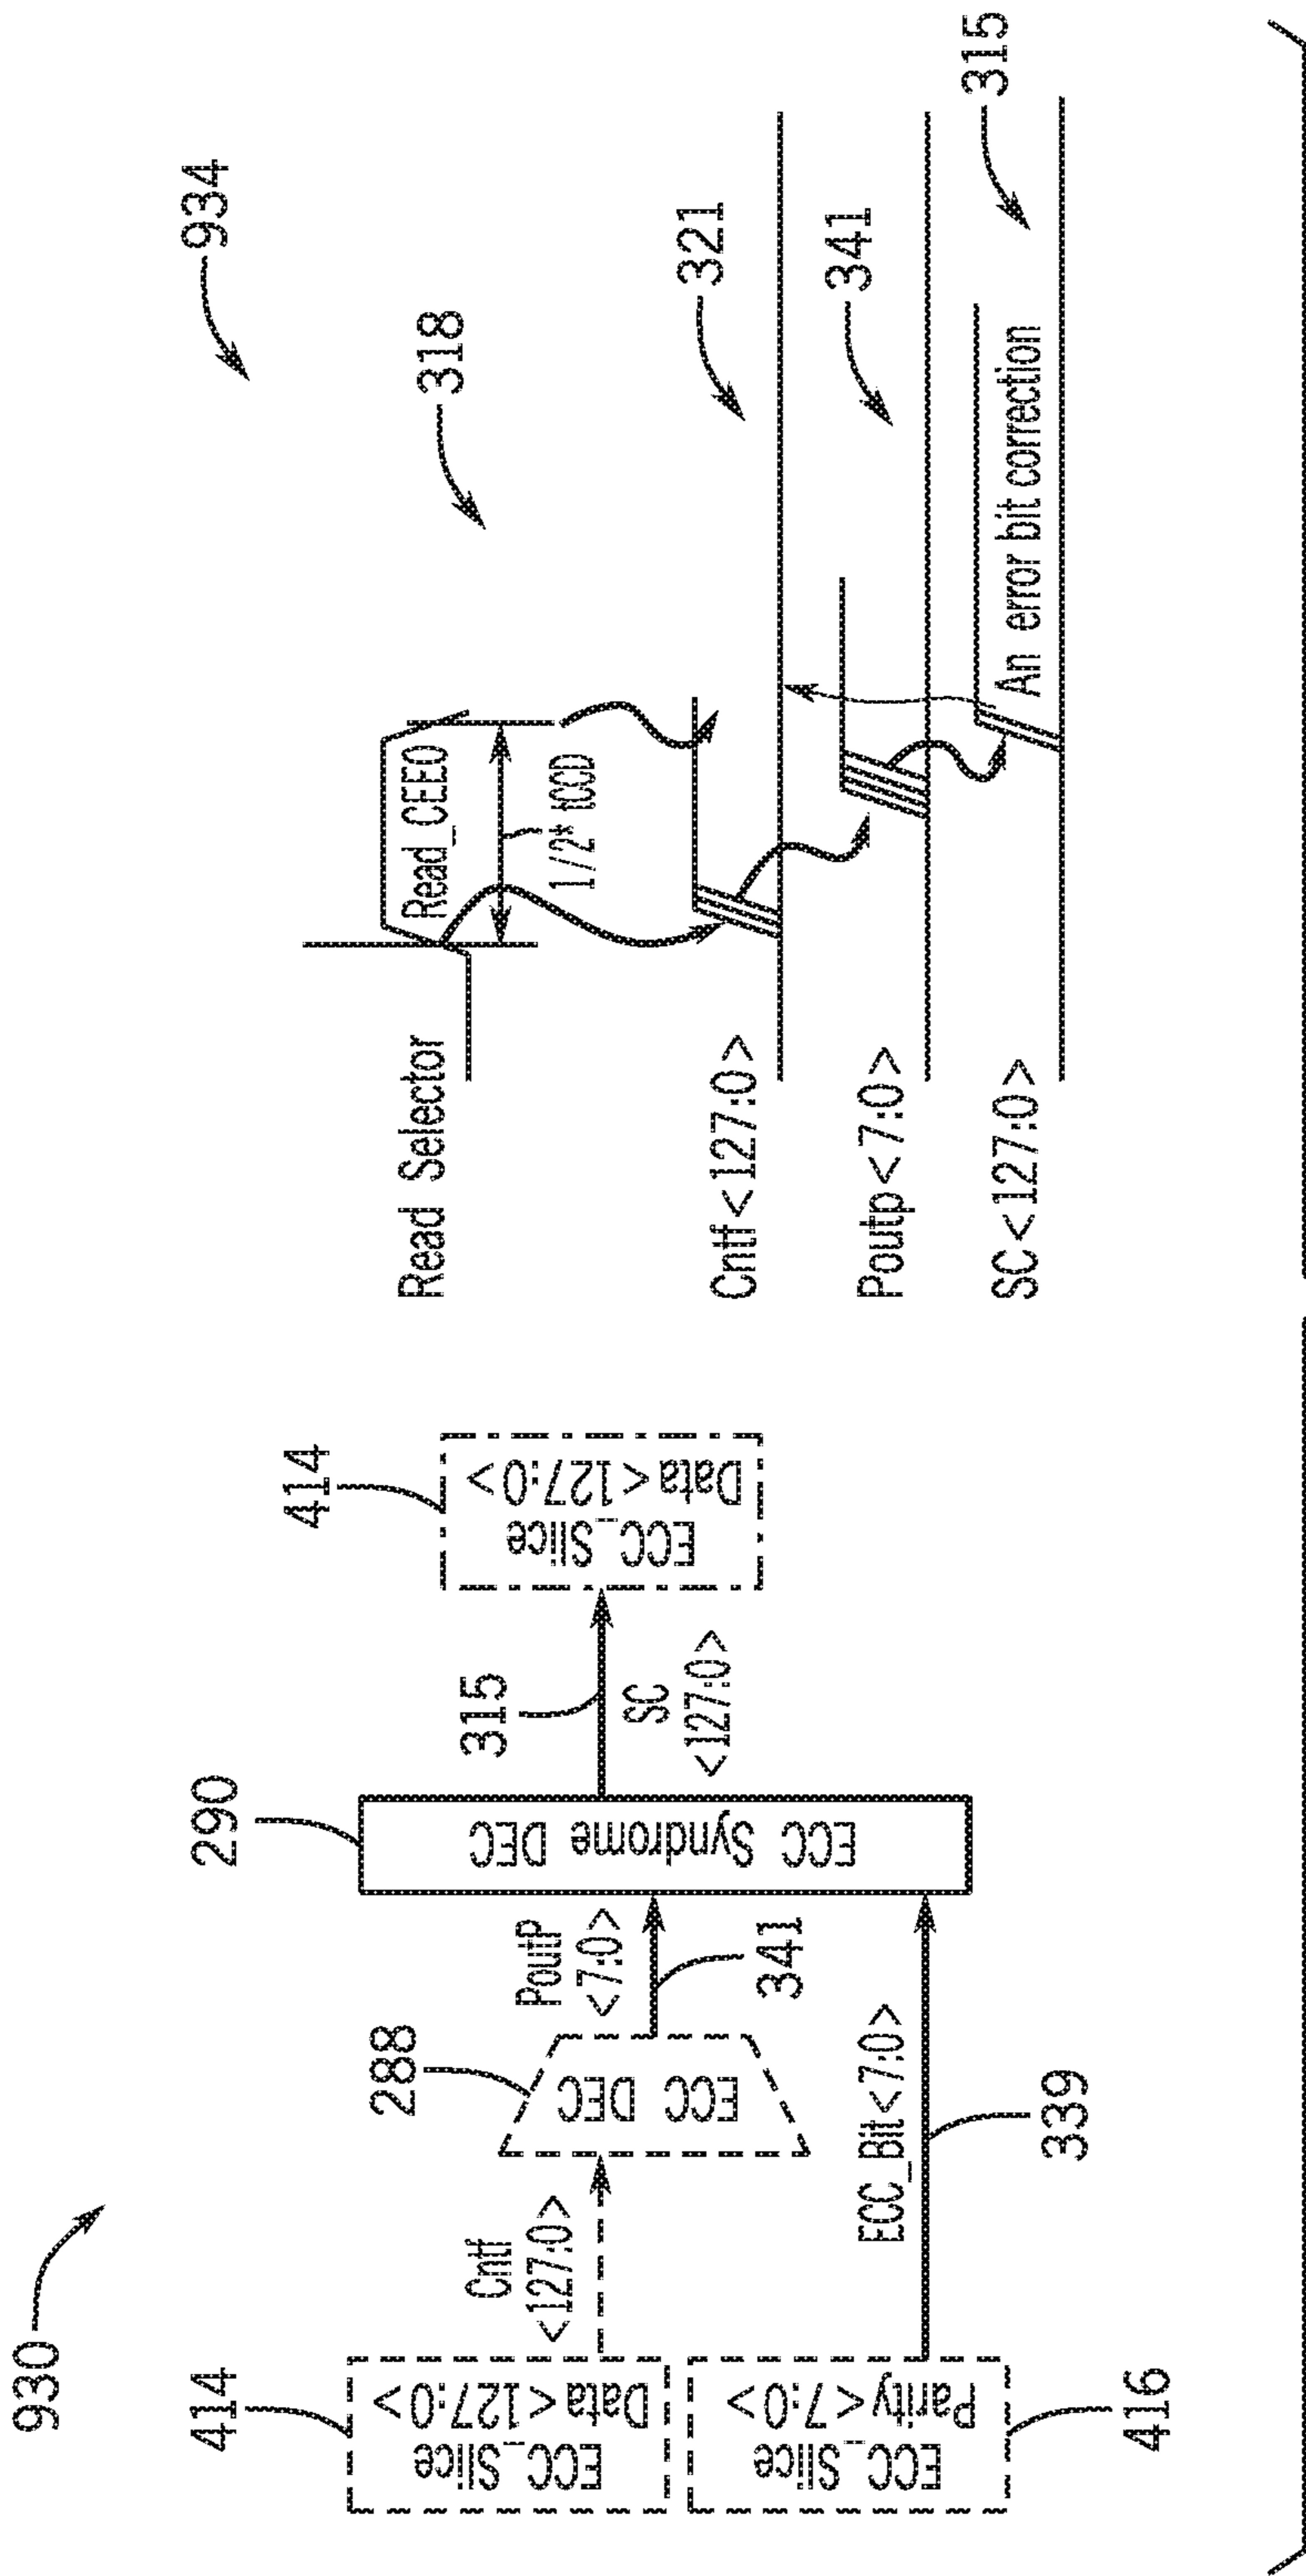 930
414
ECC_Slice
Data<127:0>
Cntf
<127:0>
288
ECC DEC
PoutP
<7:0>
341
290
ECC Syndrome DEC
315
SC
<127:0>
414
ECC_Slice
Data<127:0>
ECC_Slice
Parity<7:0>
416
ECC_Bit<7:0>
339
934
Read Selector
Read_CEE0
1/2* tCCD
318
Cntf<127:0>
321
Poutp<7:0>
341
SC<127:0>
An error bit correction
315